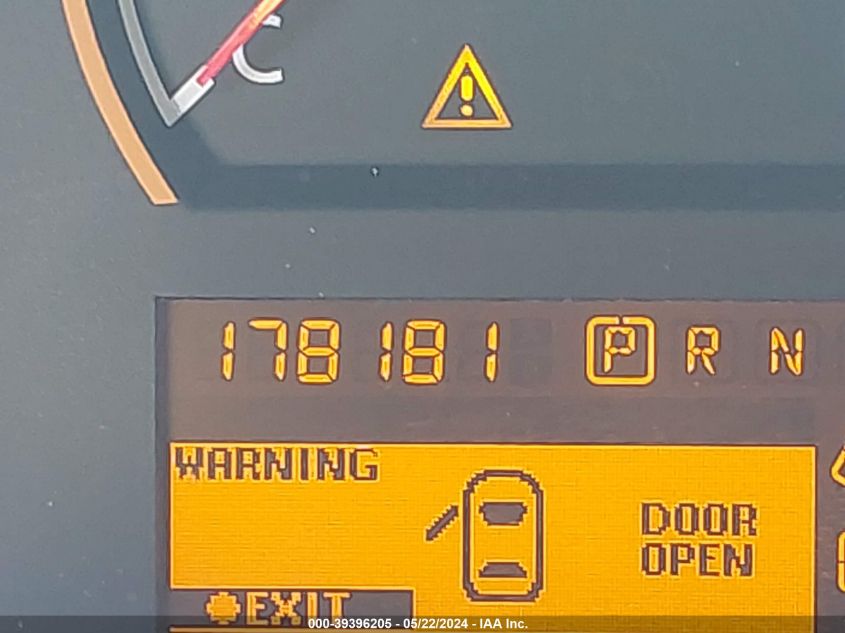 C
178181 P R N
WARNING
DOOR
OPEN
EXIT
000-39396205 - 05/22/2024 - IAA Inc.